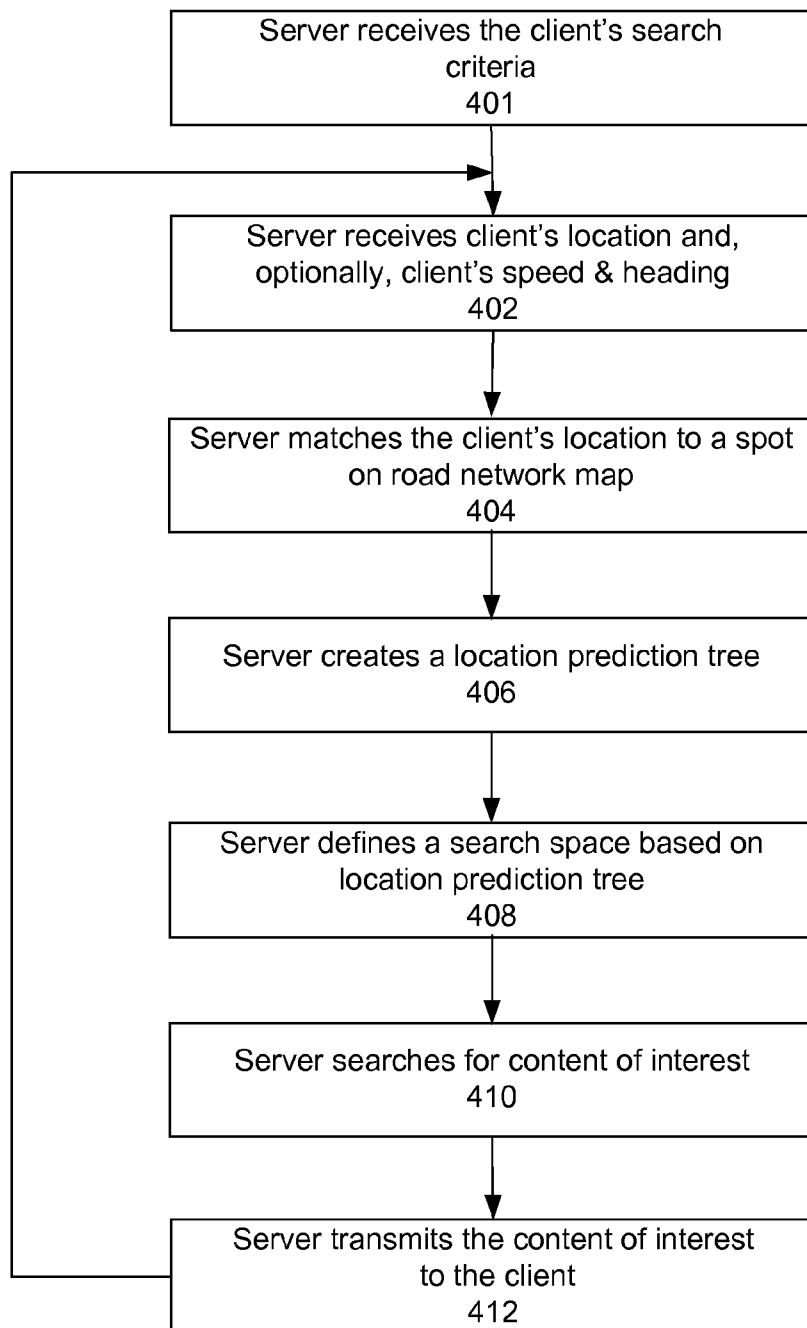 Server receives the client's search
criteria
401
Server receives client's location and,
optionally, client's speed & heading
402
Server matches the client's location to a spot
on road network map
404
Server creates a location prediction tree
406
Server defines a search space based on
location prediction tree
408
Server searches for content of interest
410
Server transmits the content of interest
to the client
412